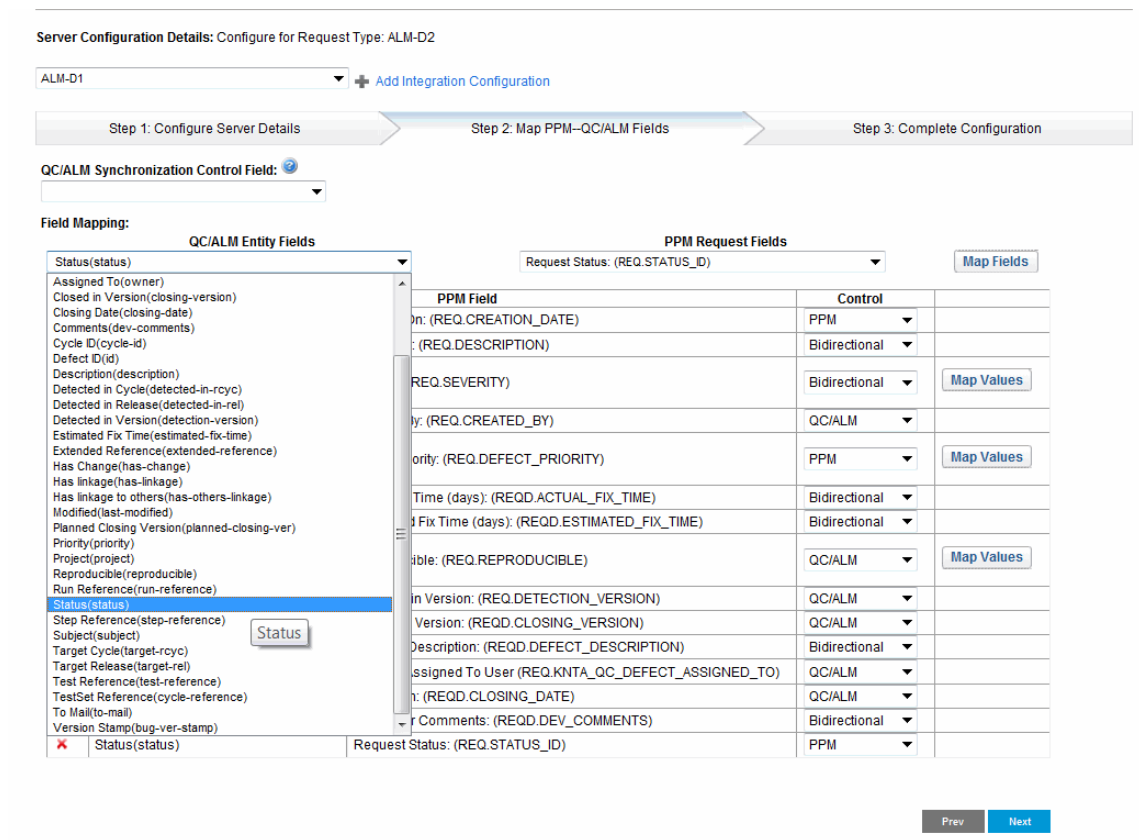 Server Configuration Details: Configure for Request Type: ALM-D2
ALM-D1 Add Integration Configuration
Step 1: Configure Server Details Step 2: Map PPM--QC/ALM Fields Step 3: Complete Configuration
QC/ALM Synchronization Control Field:
Field Mapping:
QC/ALM Entity Fields PPM Request Fields
Status(status) Request Status: (REQ.STATUS_ID) Map Fields
Assigned To(owner)
Closed in Version(closing-version)
Closing Date(closing-date)
Comments(dev-comments)
Cycle ID(cycle-id)
Defect ID(id)
Description(description)
Detected in Cycle(detected-in-rcyc)
Detected in Release(detected-in-rel)
Detected in Version(detection-version)
Estimated Fix Time(estimated-fix-time)
Extended Reference(extended-reference)
Has Change(has-change)
Has linkage(has-linkage)
Has linkage to others(has-others-linkage)
Modified(last-modified)
Planned Closing Version(planned-closing-ver)
Priority(priority)
Project(project)
Reproducible(reproducible)
Run Reference(run-reference)
Status(status)
Step Reference(step-reference)
Subject(subject)
Target Cycle(target-rcyc)
Target Release(target-rel)
Test Reference(test-reference)
TestSet Reference(cycle-reference)
To Mail(to-mail)
Version Stamp(bug-ver-stamp)
Status
PPM Field Control
On: (REQ.CREATION_DATE) PPM
: (REQ.DESCRIPTION) Bidirectional
REQ.SEVERITY) Bidirectional Map Values
By: (REQ.CREATED_BY) QC/ALM
ority: (REQ.DEFECT_PRIORITY) PPM Map Values
Time (days): (REQD.ACTUAL_FIX_TIME) Bidirectional
d Fix Time (days): (REQD.ESTIMATED_FIX_TIME) Bidirectional
ible: (REQ.REPRODUCIBLE) QC/ALM Map Values
in Version: (REQ.DETECTION_VERSION) QC/ALM
Version: (REQD.CLOSING_VERSION) QC/ALM
Description: (REQD.DEFECT_DESCRIPTION) Bidirectional
Assigned To User (REQ.KNTA_QC_DEFECT_ASSIGNED_TO) QC/ALM
n: (REQD.CLOSING_DATE) QC/ALM
r Comments: (REQD.DEV_COMMENTS) Bidirectional
Status(status) Request Status: (REQ.STATUS_ID) PPM
Prev Next